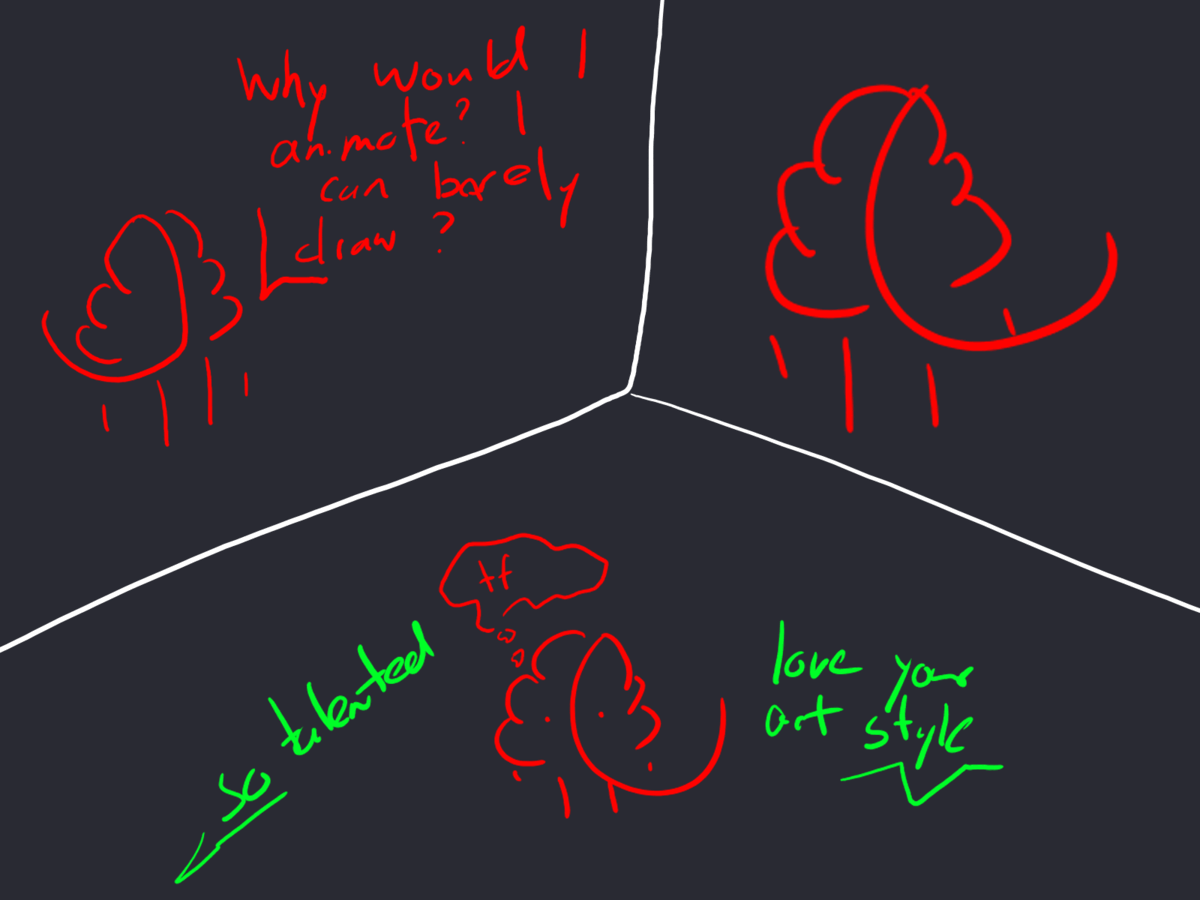 Why would I
animate? I
can barely
draw?
tf
so talented
love your
art style